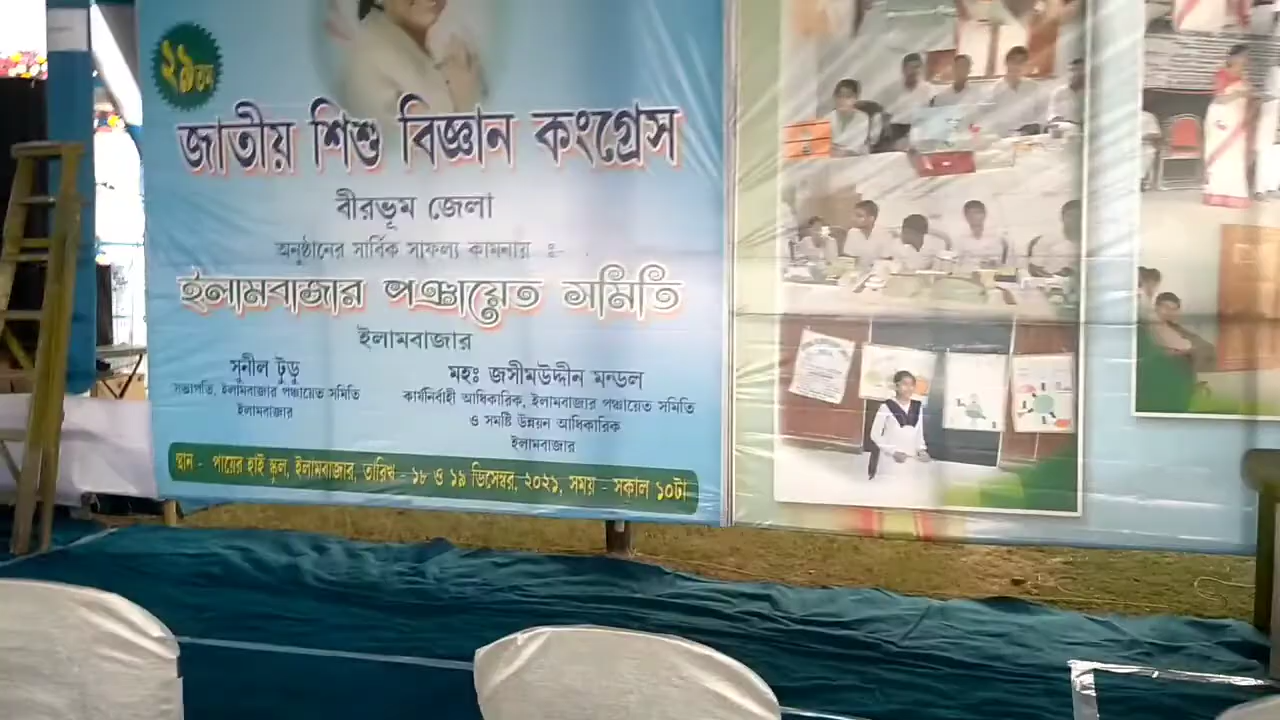 ২৯তম
জাতীয় শিশু বিজ্ঞান কংগ্রেস
বীরভূম জেলা
অনুষ্ঠানের সার্বিক সাফল্য কামনায় ঃ-
ইলামবাজার পঞ্চায়েত সমিতি
ইলামবাজার
সুনীল টুডু
সভাপতি, ইলামবাজার পঞ্চায়েত সমিতি
ইলামবাজার
মহঃ জসীমউদ্দীন মন্ডল
কার্যনির্বাহী আধিকারিক, ইলামবাজার পঞ্চায়েত সমিতি
ও সমষ্টি উন্নয়ন আধিকারিক
ইলামবাজার
স্থান - পায়ের হাই স্কুল, ইলামবাজার, তারিখ - ১৮ ও ১৯ ডিসেম্বর, ২০২১, সময় - সকাল ১০টা